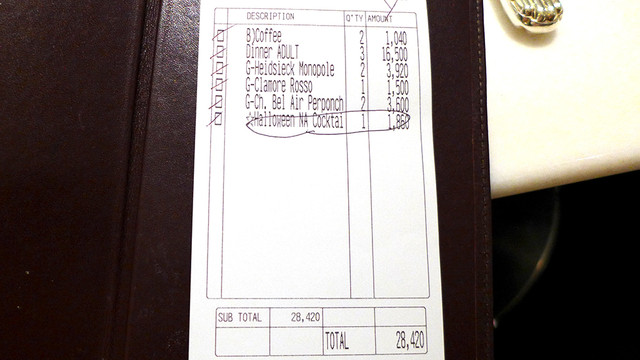 DESCRIPTION Q'TY AMOUNT
B)Coffee 2 1,040
Dinner ADULT 3 16,500
G-Heidsieck Monopole 2 3,920
G-Clamore Rosso 1 1,500
G-Ch. Bel Air Perponch 2 3,600
☆Halloween NA Cocktai 1 1,860
SUB TOTAL 28,420
TOTAL 28,420